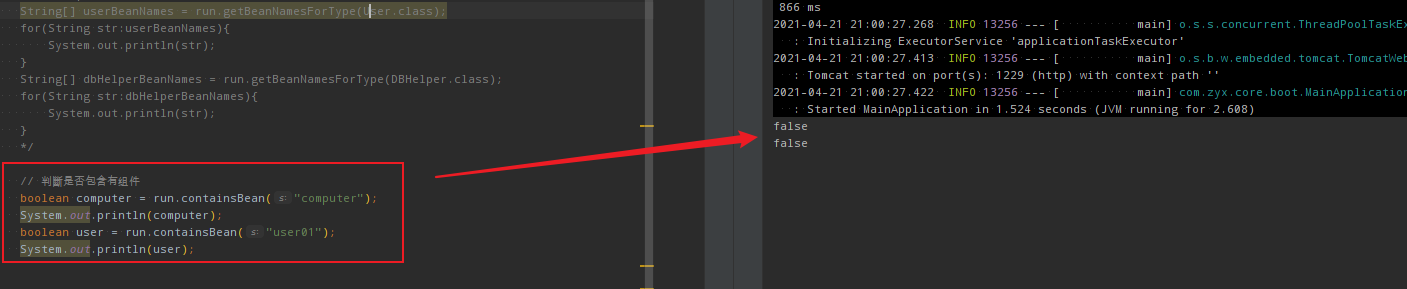 String[] userBeanNames = run.getBeanNamesForType(User.class);
for(String str:userBeanNames){
System.out.println(str);
}
String[] dbHelperBeanNames = run.getBeanNamesForType(DBHelper.class);
for(String str:dbHelperBeanNames){
System.out.println(str);
}
*/
// 判斷是否包含有组件
boolean computer = run.containsBean( s: "computer");
System.out.println(computer);
boolean user = run.containsBean( s: "user01");
System.out.println(user);
866 ms
2021-04-21 21:00:27.268 INFO 13256 --- [ main] o.s.s.concurrent.ThreadPoolTaskEx
: Initializing ExecutorService 'applicationTaskExecutor'
2021-04-21 21:00:27.413 INFO 13256 --- [ main] o.s.b.w.embedded.tomcat.TomcatWeb
: Tomcat started on port(s): 1229 (http) with context path ''
2021-04-21 21:00:27.422 INFO 13256 --- [ main] com.zyx.core.boot.MainApplication
: Started MainApplication in 1.524 seconds (JVM running for 2.608)
false
false